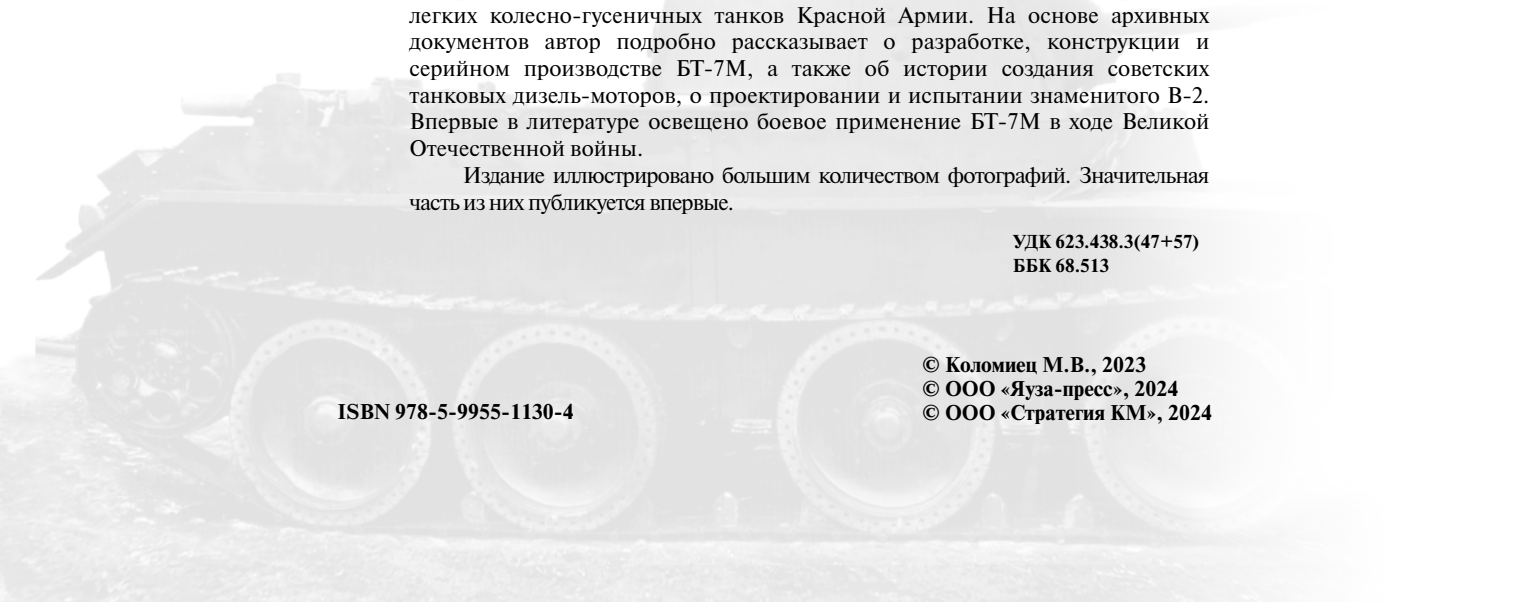 легких колесно-гусеничных танков Красной Армии. На основе архивных
документов автор подробно рассказывает о разработке, конструкции и
серийном производстве БТ-7М, а также об истории создания советских
танковых дизель-моторов, о проектировании и испытании знаменитого В-2.
Впервые в литературе освещено боевое применение БТ-7М в ходе Великой
Отечественной войны.
Издание иллюстрировано большим количеством фотографий. Значительная
часть из них публикуется впервые.
УДК 623.438.3(47+57)
ББК 68.513
© Коломиец М.В., 2023
© ООО «Яуза-пресс», 2024
ISBN 978-5-9955-1130-4
© ООО «Стратегия КМ», 2024